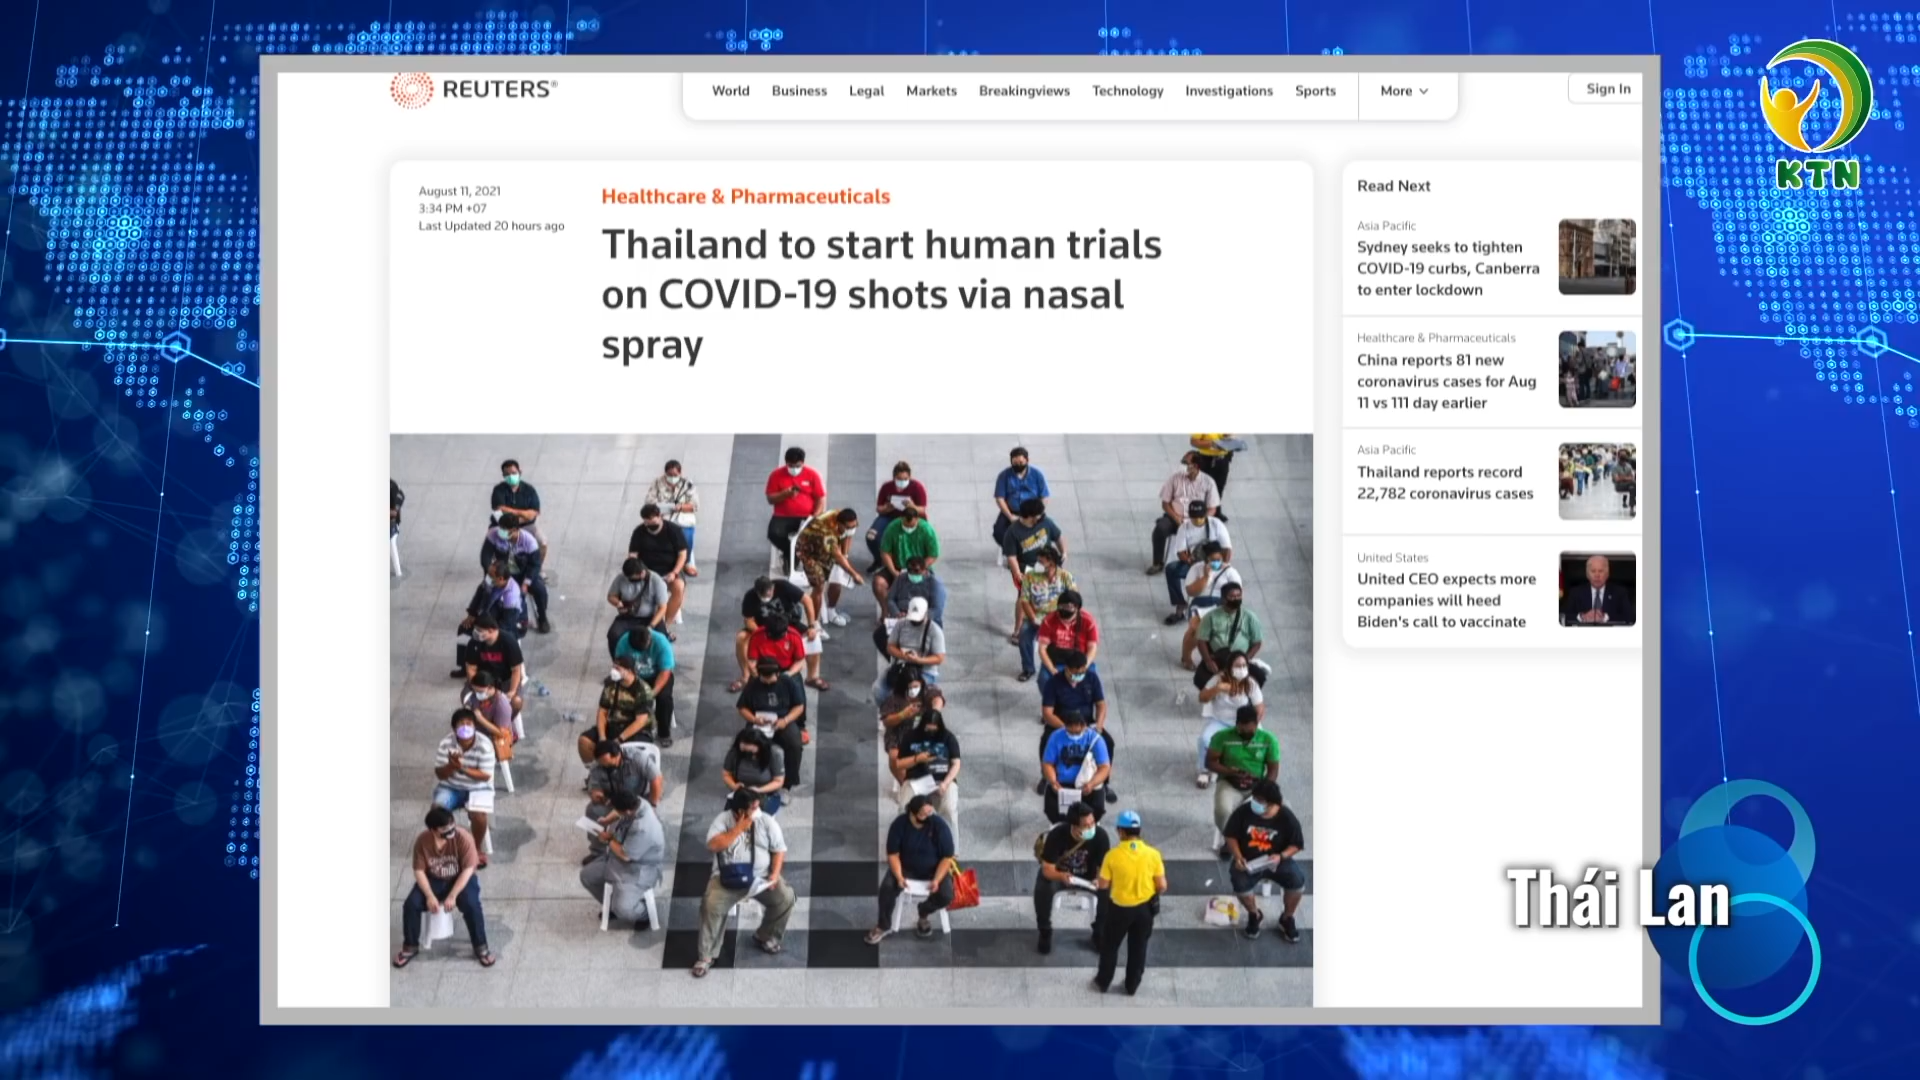 REUTERS®
World Business Legal Markets Breakingviews Technology Investigations Sports More
Sign In
KTN
August 11, 2021
3:34 PM +07
Last Updated 20 hours ago
Healthcare & Pharmaceuticals
Thailand to start human trials
on COVID-19 shots via nasal
spray
Read Next
Asia Pacific
Sydney seeks to tighten
COVID-19 curbs, Canberra
to enter lockdown
Healthcare & Pharmaceuticals
China reports 81 new
coronavirus cases for Aug
11 vs 111 day earlier
Asia Pacific
Thailand reports record
22,782 coronavirus cases
United States
United CEO expects more
companies will heed
Biden's call to vaccinate
Thái Lan